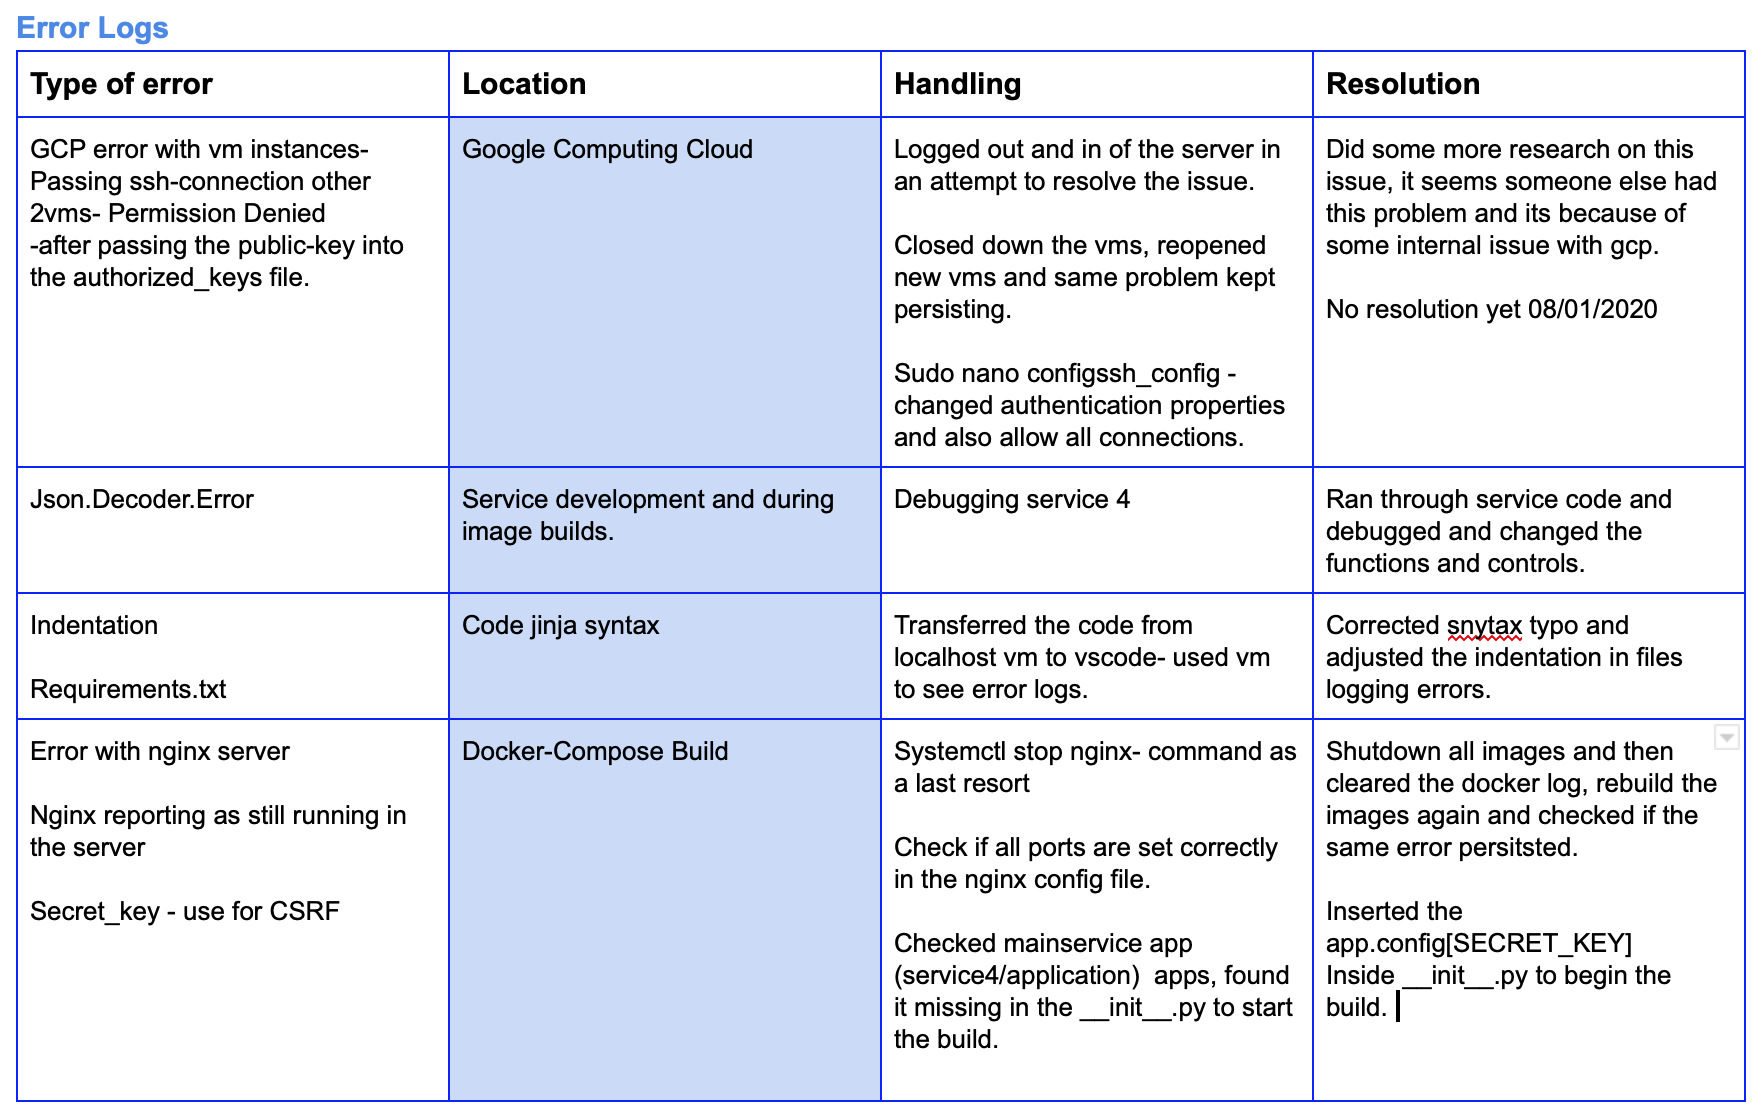 Error Logs
Type of error
Location
Handling
Resolution
GCP error with vm instances-
Passing ssh-connection other
2vms- Permission Denied
-after passing the public-key into
the authorized_keys file.
Google Computing Cloud
Logged out and in of the server in
an attempt to resolve the issue.
Closed down the vms, reopened
new vms and same problem kept
persisting.
Sudo nano configssh_config -
changed authentication properties
and also allow all connections.
Did some more research on this
issue, it seems someone else had
this problem and its because of
some internal issue with gcp.
No resolution yet 08/01/2020
Json.Decoder.Error
Service development and during
image builds.
Debugging service 4
Ran through service code and
debugged and changed the
functions and controls.
Indentation
Requirements.txt
Code jinja syntax
Transferred the code from
localhost vm to vscode- used vm
to see error logs.
Corrected snytax typo and
adjusted the indentation in files
logging errors.
Error with nginx server
Nginx reporting as still running in
the server
Secret_key - use for CSRF
Docker-Compose Build
Systemctl stop nginx- command as
a last resort
Check if all ports are set correctly
in the nginx config file.
Checked mainservice app
(service4/application)  apps, found
it missing in the __init__.py to start
the build.
Shutdown all images and then
cleared the docker log, rebuild the
images again and checked if the
same error persitsted.
Inserted the
app.config[SECRET_KEY]
Inside __init__.py to begin the
build.